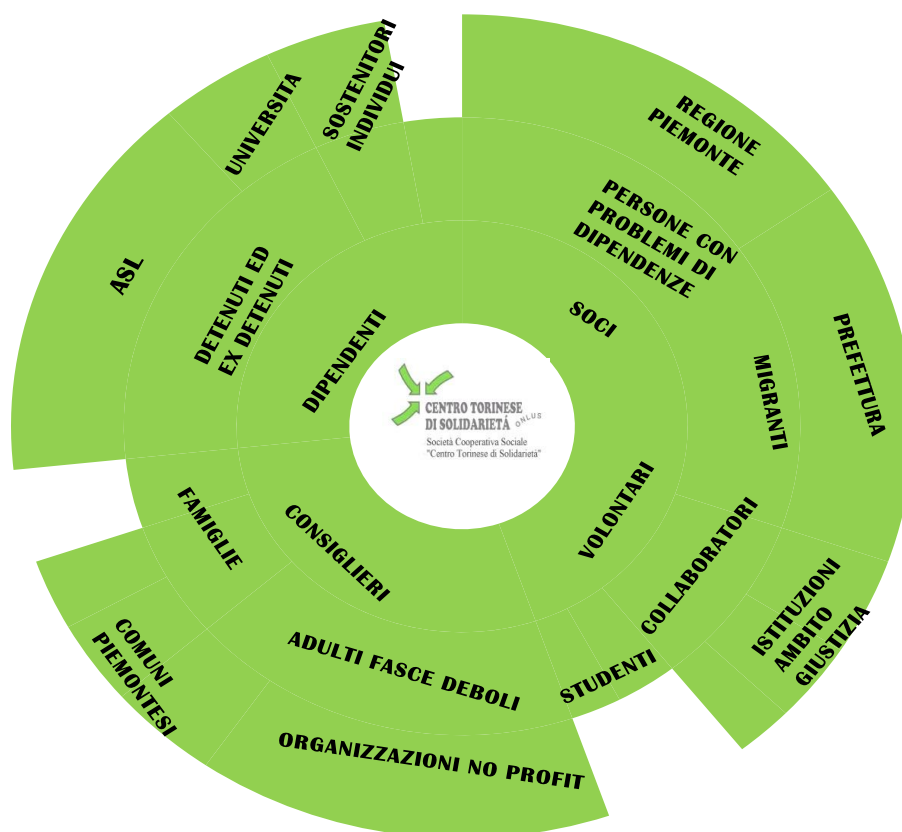 SOSTENITORI
INDIVIDUI
UNIVERSITA
REGIONE
PIEMONTE
PERSONE CON
PROBLEMI DI
DIPENDENZE
ASL
DETENUTI ED
EX DETENUTI
DIPENDENTI
SOCI
PREFETTURA
MIGRANTI
CENTRO TORINESE
DI SOLIDARIETÁ ONLUS
Società Cooperativa Sociale
"Centro Torinese di Solidarietà"
FAMIGLIE
CONSIGLIERI
VOLONTARI
COLLABORATORI
ISTITUZIONI
AMBITO
GIUSTIZIA
COMUNI
PIEMONTESI
ADULTI FASCE DEBOLI
STUDENTI
ORGANIZZAZIONI NO PROFIT